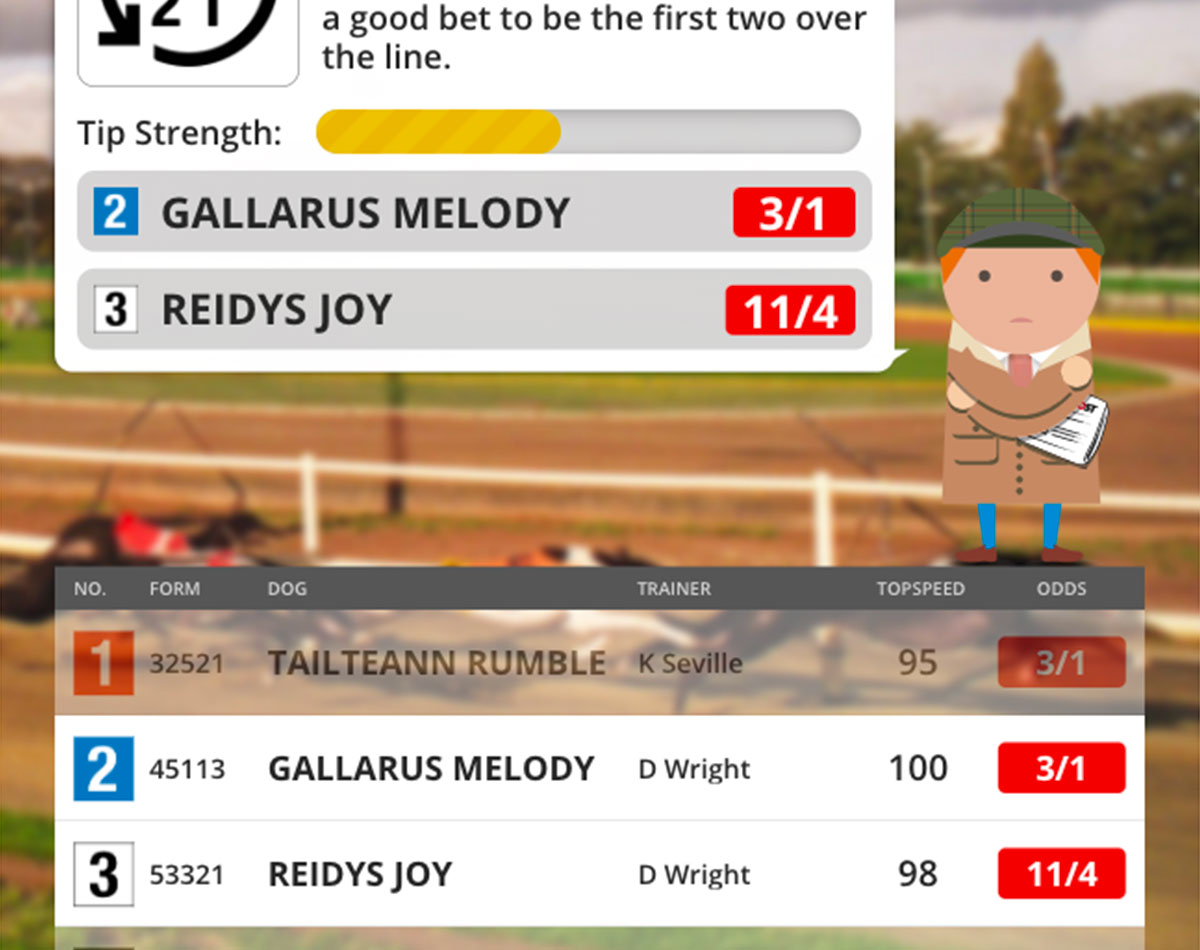 21
a good bet to be the first two over
the line.
Tip Strength:
2 GALLARUS MELODY 3/1
3 REIDYS JOY 11/4
NO. FORM DOG TRAINER TOPSPEED ODDS
1 32521 TAILTEANN RUMBLE K Seville 95 3/1
2 45113 GALLARUS MELODY D Wright 100 3/1
3 53321 REIDYS JOY D Wright 98 11/4